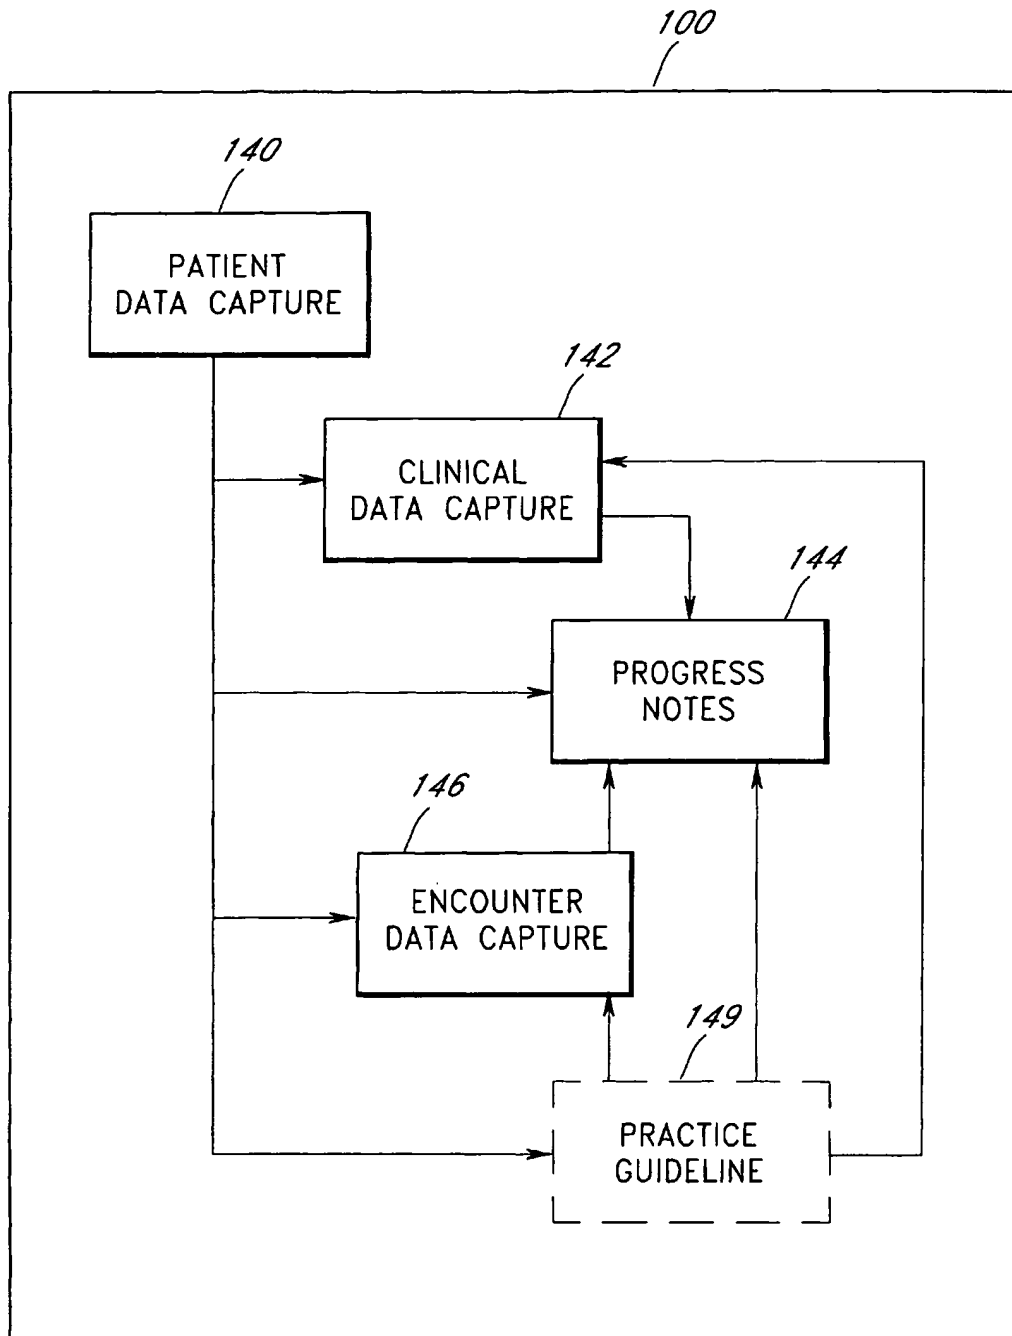 100
140
PATIENT
DATA CAPTURE
142
CLINICAL
DATA CAPTURE
144
PROGRESS
NOTES
146
ENCOUNTER
DATA CAPTURE
149
PRACTICE
GUIDELINE